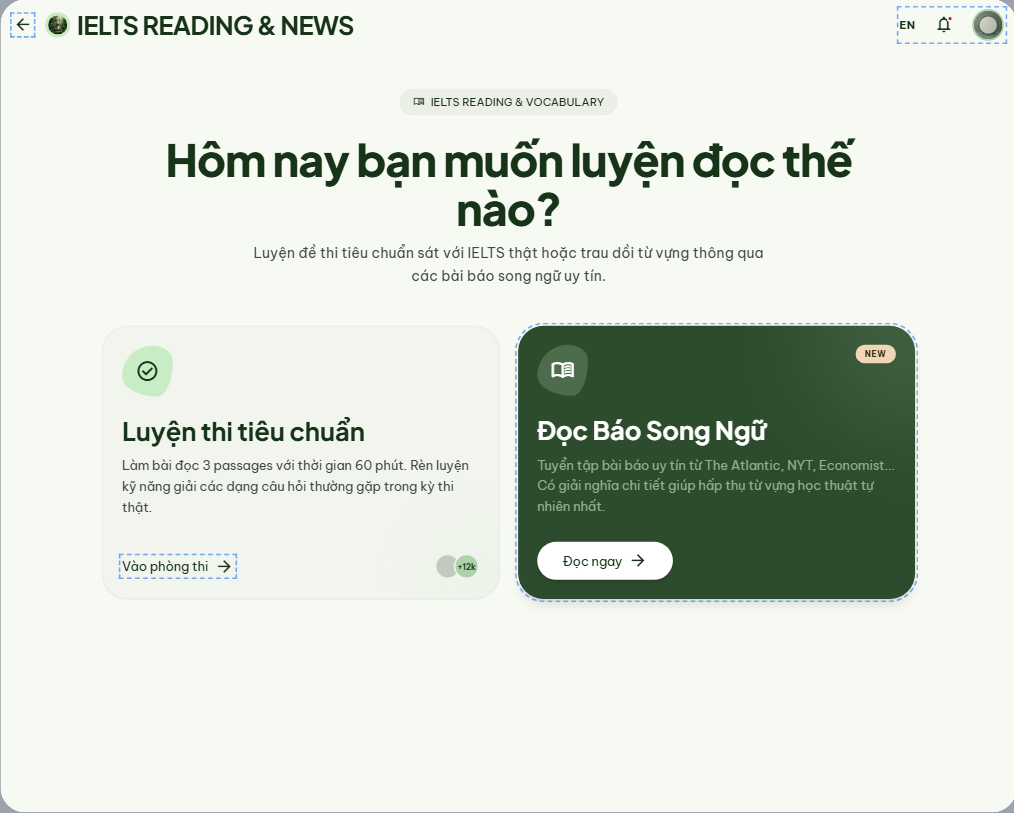 IELTS READING & NEWS
EN
IELTS READING & VOCABULARY
Hôm nay bạn muốn luyện đọc thế
nào?
Luyện đề thi tiêu chuẩn sát với IELTS thật hoặc trau dồi từ vựng thông qua
các bài báo song ngữ uy tín.
Luyện thi tiêu chuẩn
Làm bài đọc 3 passages với thời gian 60 phút. Rèn luyện
kỹ năng giải các dạng câu hỏi thường gặp trong kỳ thi
thật.
Vào phòng thi
+12k
NEW
Đọc Báo Song Ngữ
Tuyển tập bài báo uy tín từ The Atlantic, NYT, Economist...
Có giải nghĩa chi tiết giúp hấp thụ từ vựng học thuật tự
nhiên nhất.
Đọc ngay